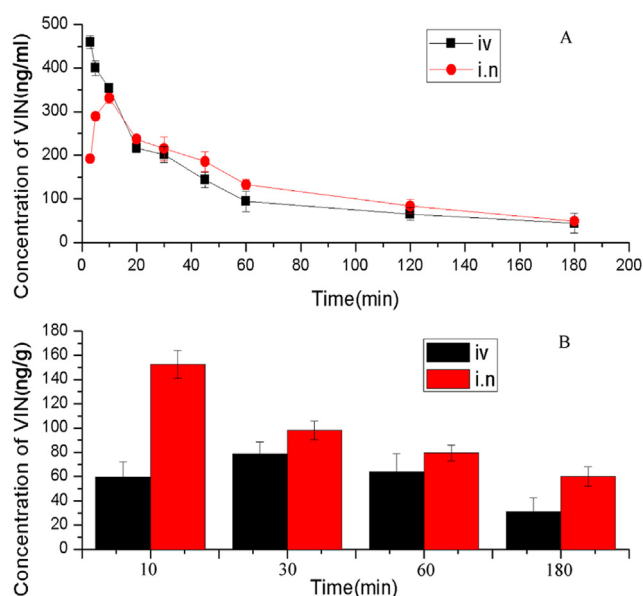 A
iv
i.n
Concentration of VIN(ng/ml)
500
400
300
200
100
0
0 20 40 60 80 100 120 140 160 180 200
Time(min)
B
iv
i.n
Concentration of VIN(ng/g)
180
160
140
120
100
80
60
40
20
0
10 30 60 180
Time(min)